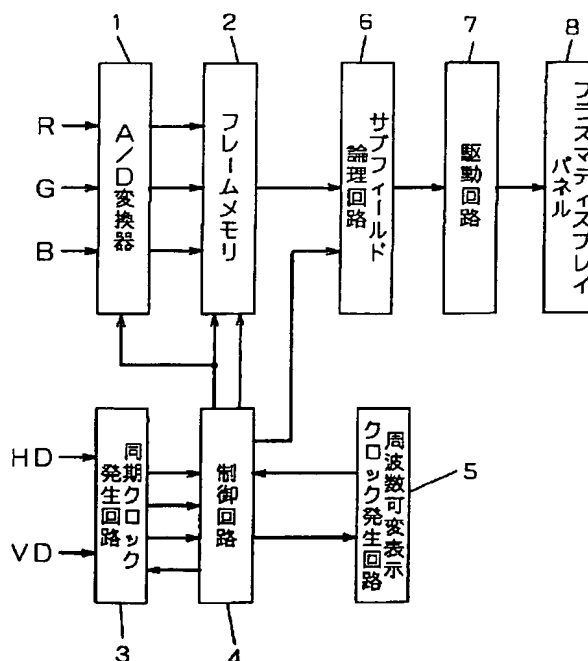 1
2
6
7
8
R
G
B
A/D変換器
フレームメモリ
サブフィールド
論理回路
駆動回路
プラズマディスプレイ
パネル
HD
VD
同期クロック
発生回路
制御回路
周波数可変表示
クロック発生回路
5
3
4